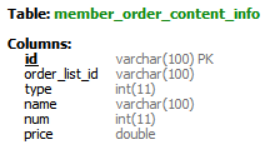 Table: member_order_content_info
Columns:
id varchar(100) PK
order_list_id varchar(100)
type int(11)
name varchar(100)
num int(11)
price double